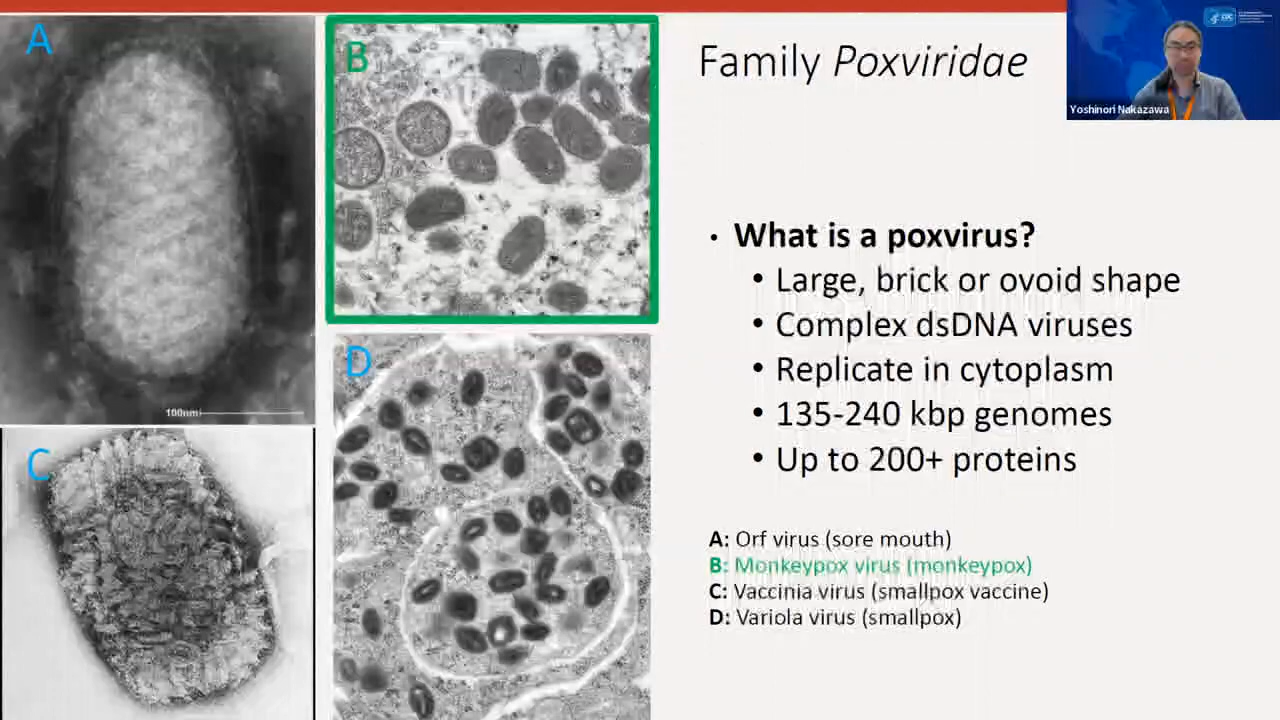 A
B
Family Poxviridae
CDC
Yoshinori Nakazawa
• What is a poxvirus?
• Large, brick or ovoid shape
• Complex dsDNA viruses
• Replicate in cytoplasm
• 135-240 kbp genomes
• Up to 200+ proteins
D
100nm
C
A: Orf virus (sore mouth)
B: Monkeypox virus (monkeypox)
C: Vaccinia virus (smallpox vaccine)
D: Variola virus (smallpox)